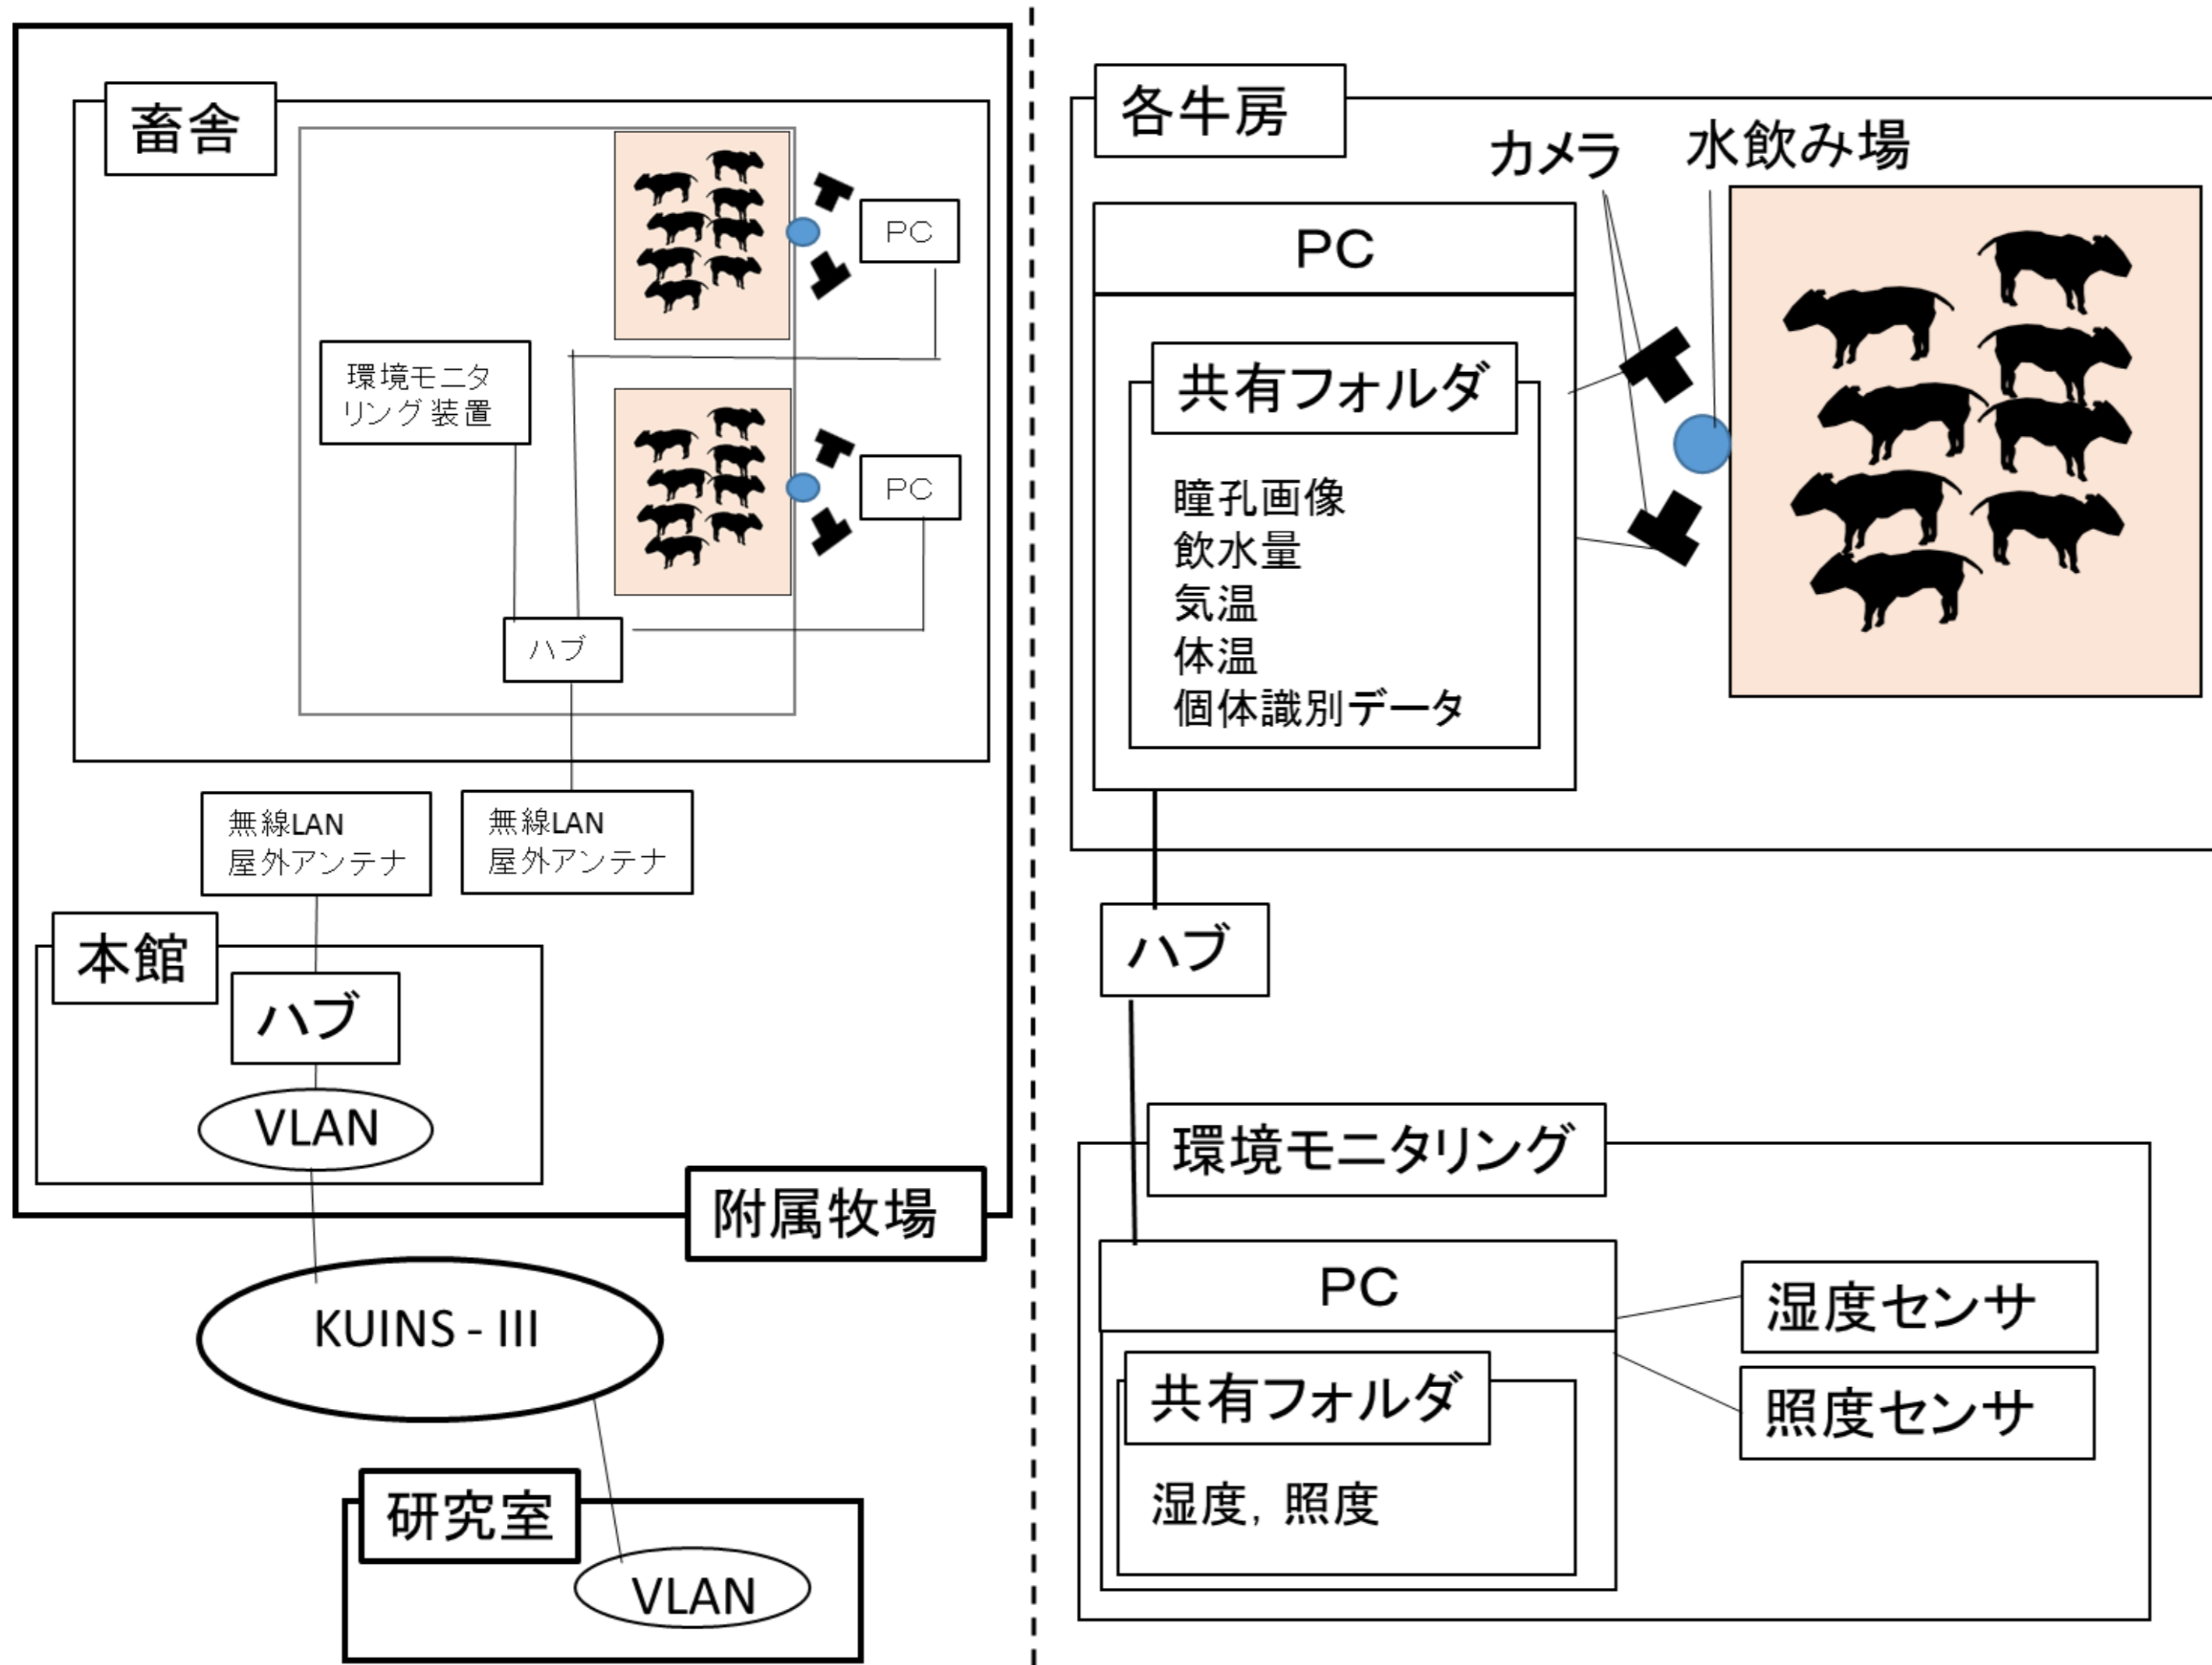 畜舎
PC
環境モニタ
リング装置
PC
ハブ
無線LAN
屋外アンテナ
無線LAN
屋外アンテナ
本館
ハブ
VLAN
附属牧場
KUINS - III
研究室
VLAN
各牛房
カメラ
水飲み場
PC
共有フォルダ
瞳孔画像
飲水量
気温
体温
個体識別データ
ハブ
環境モニタリング
PC
湿度センサ
照度センサ
共有フォルダ
湿度，照度